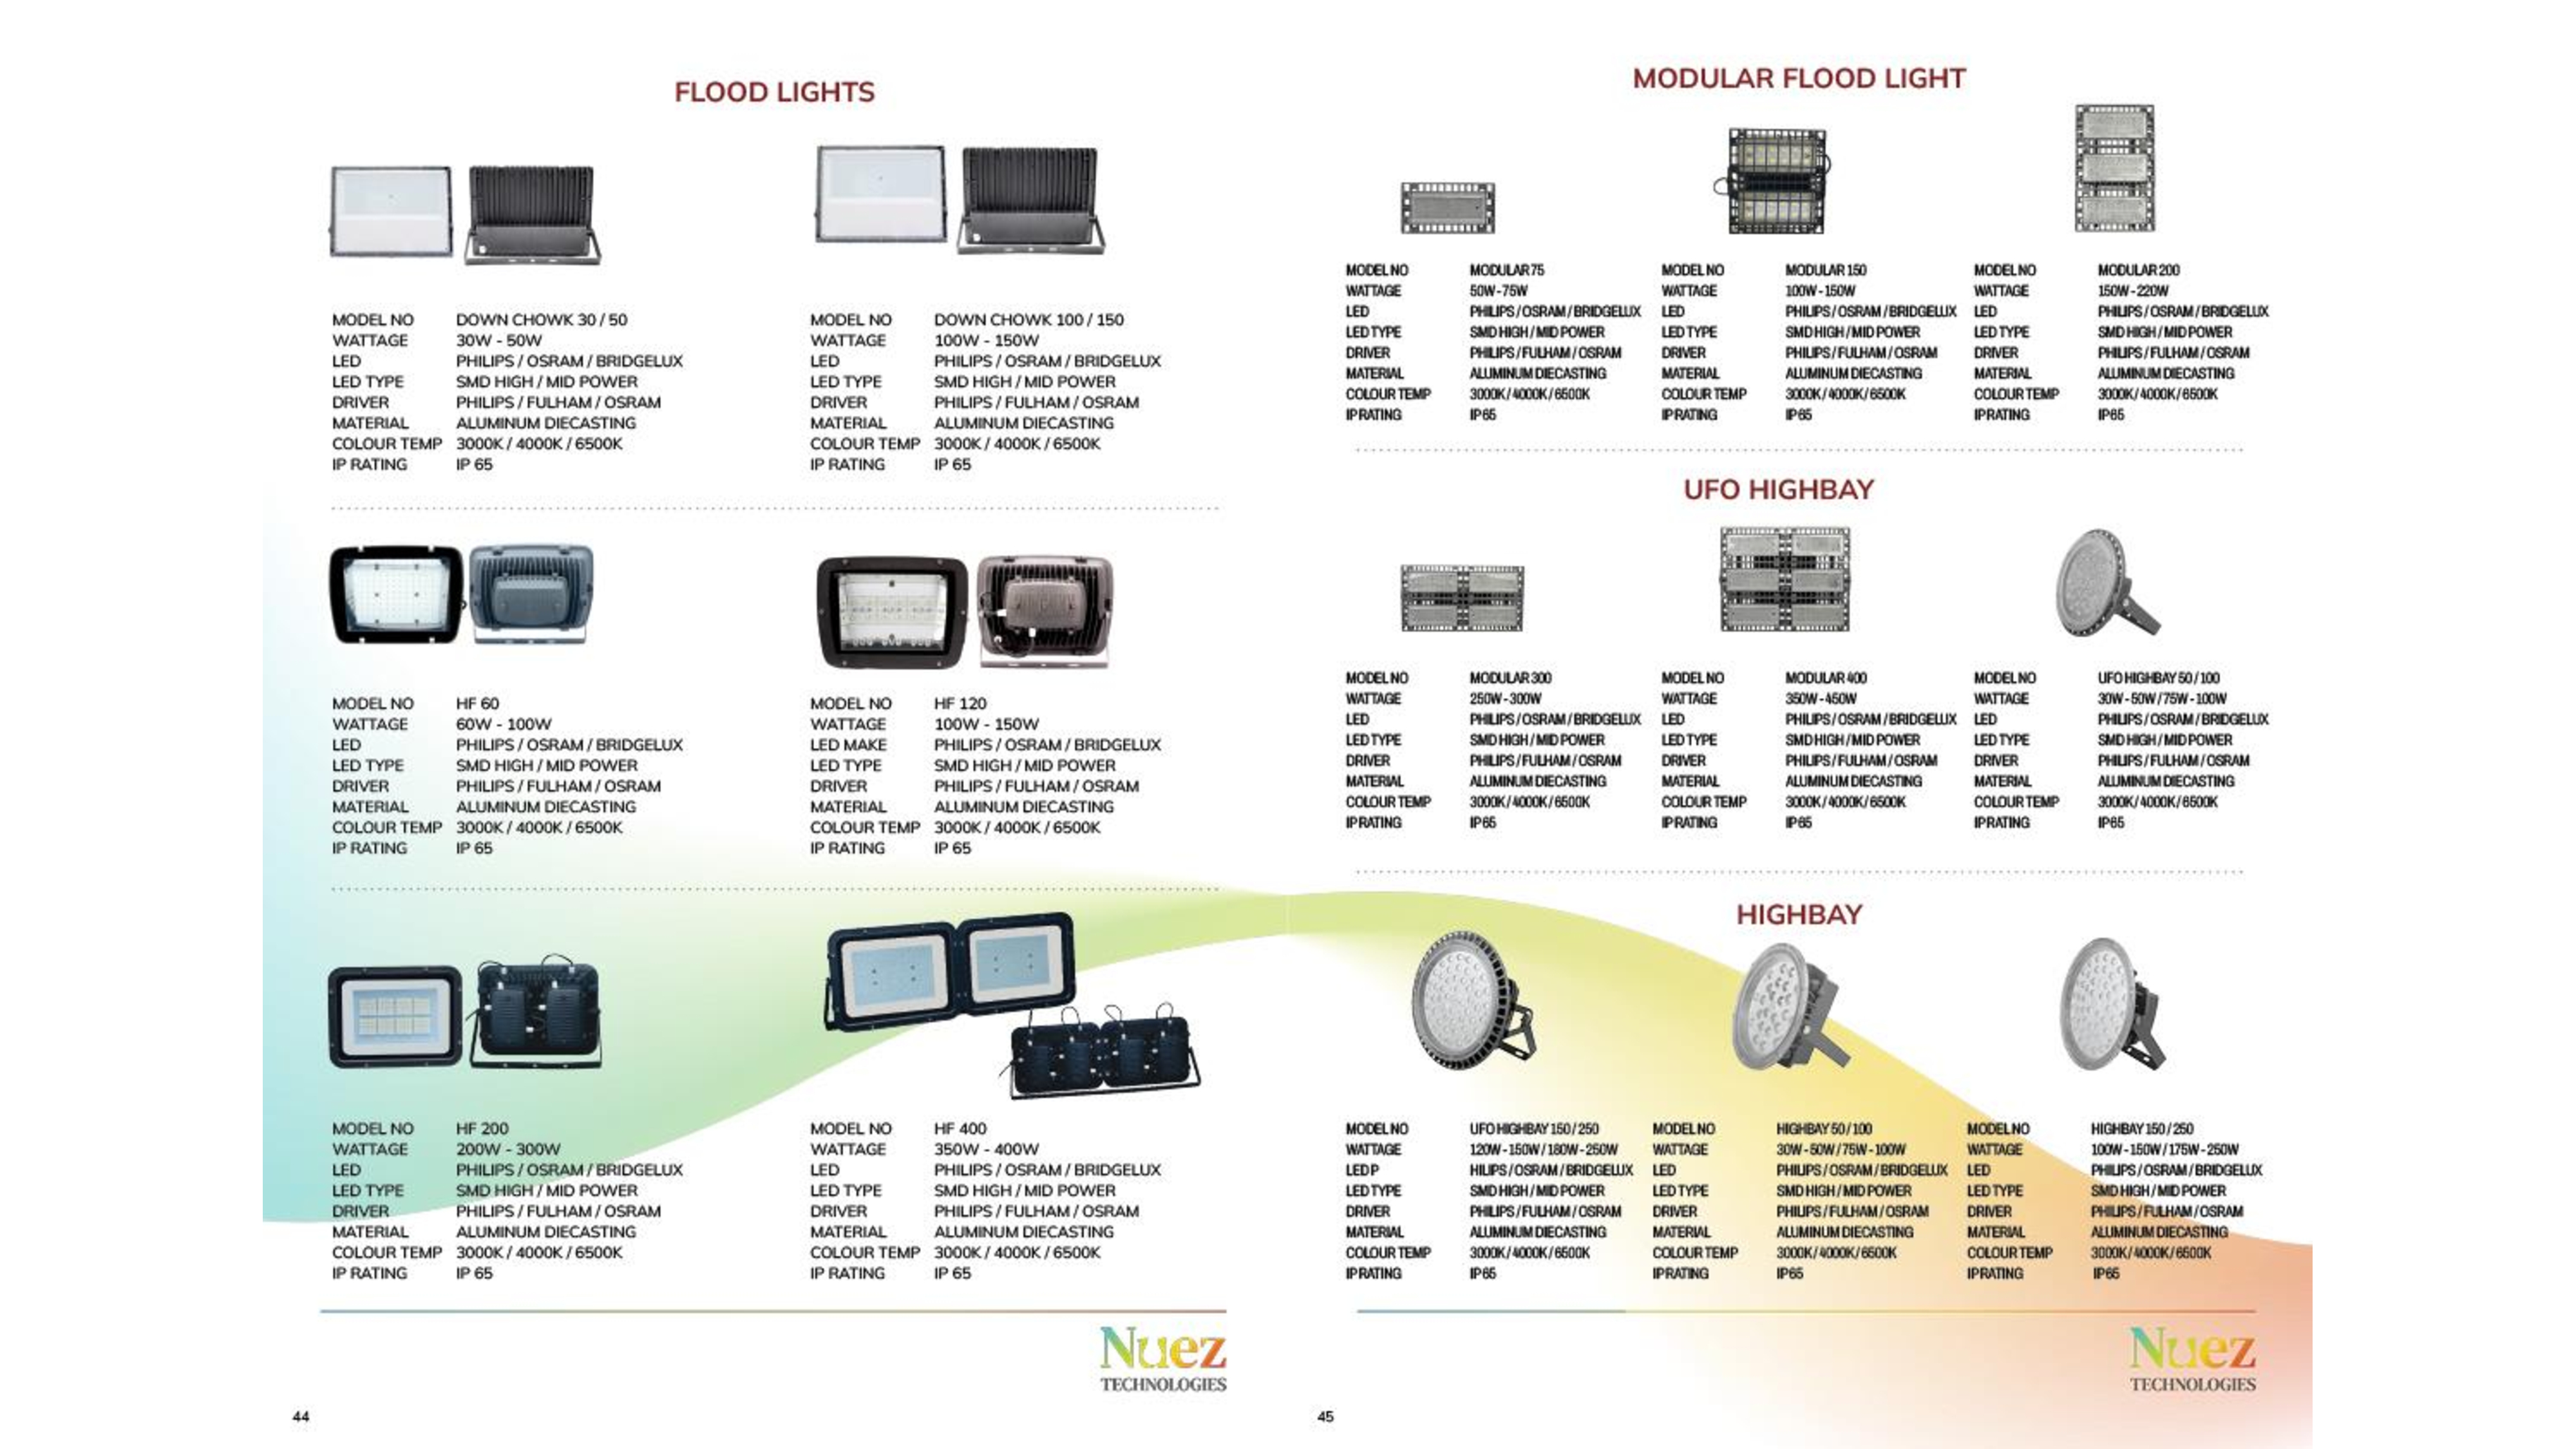 FLOOD LIGHTS
MODEL NO DOWN CHOWK 30 / 50
WATTAGE 30W - 50W
LED PHILIPS / OSRAM / BRIDGELUX
LED TYPE SMD HIGH / MID POWER
DRIVER PHILIPS / FULHAM / OSRAM
MATERIAL ALUMINUM DIECASTING
COLOUR TEMP 3000K / 4000K / 6500K
IP RATING IP 65
MODEL NO DOWN CHOWK 100 / 150
WATTAGE 100W - 150W
LED PHILIPS / OSRAM / BRIDGELUX
LED TYPE SMD HIGH / MID POWER
DRIVER PHILIPS / FULHAM / OSRAM
MATERIAL ALUMINUM DIECASTING
COLOUR TEMP 3000K / 4000K / 6500K
IP RATING IP 65
MODEL NO HF 60
WATTAGE 60W - 100W
LED PHILIPS / OSRAM / BRIDGELUX
LED TYPE SMD HIGH / MID POWER
DRIVER PHILIPS / FULHAM / OSRAM
MATERIAL ALUMINUM DIECASTING
COLOUR TEMP 3000K / 4000K / 6500K
IP RATING IP 65
MODEL NO HF 120
WATTAGE 100W - 150W
LED MAKE PHILIPS / OSRAM / BRIDGELUX
LED TYPE SMD HIGH / MID POWER
DRIVER PHILIPS / FULHAM / OSRAM
MATERIAL ALUMINUM DIECASTING
COLOUR TEMP 3000K / 4000K / 6500K
IP RATING IP 65
MODEL NO HF 200
WATTAGE 200W - 300W
LED PHILIPS / OSRAM / BRIDGELUX
LED TYPE SMD HIGH / MID POWER
DRIVER PHILIPS / FULHAM / OSRAM
MATERIAL ALUMINUM DIECASTING
COLOUR TEMP 3000K / 4000K / 6500K
IP RATING IP 65
MODEL NO HF 400
WATTAGE 350W - 400W
LED PHILIPS / OSRAM / BRIDGELUX
LED TYPE SMD HIGH / MID POWER
DRIVER PHILIPS / FULHAM / OSRAM
MATERIAL ALUMINUM DIECASTING
COLOUR TEMP 3000K / 4000K / 6500K
IP RATING IP 65
Nuez
TECHNOLOGIES
44
MODULAR FLOOD LIGHT
MODEL NO MODULAR 75
WATTAGE 50W - 75W
LED PHILIPS / OSRAM / BRIDGELUX
LED TYPE SMD HIGH / MID POWER
DRIVER PHILIPS / FULHAM / OSRAM
MATERIAL ALUMINUM DIECASTING
COLOUR TEMP 3000K / 4000K / 6500K
IP RATING IP 65
MODEL NO MODULAR 150
WATTAGE 100W - 150W
LED PHILIPS / OSRAM / BRIDGELUX
LED TYPE SMD HIGH / MID POWER
DRIVER PHILIPS / FULHAM / OSRAM
MATERIAL ALUMINUM DIECASTING
COLOUR TEMP 3000K / 4000K / 6500K
IP RATING IP 65
MODEL NO MODULAR 200
WATTAGE 150W - 220W
LED PHILIPS / OSRAM / BRIDGELUX
LED TYPE SMD HIGH / MID POWER
DRIVER PHILIPS / FULHAM / OSRAM
MATERIAL ALUMINUM DIECASTING
COLOUR TEMP 3000K / 4000K / 6500K
IP RATING IP 65
UFO HIGHBAY
MODEL NO MODULAR 300
WATTAGE 250W - 300W
LED PHILIPS / OSRAM / BRIDGELUX
LED TYPE SMD HIGH / MID POWER
DRIVER PHILIPS / FULHAM / OSRAM
MATERIAL ALUMINUM DIECASTING
COLOUR TEMP 3000K / 4000K / 6500K
IP RATING IP 65
MODEL NO MODULAR 400
WATTAGE 350W - 450W
LED PHILIPS / OSRAM / BRIDGELUX
LED TYPE SMD HIGH / MID POWER
DRIVER PHILIPS / FULHAM / OSRAM
MATERIAL ALUMINUM DIECASTING
COLOUR TEMP 3000K / 4000K / 6500K
IP RATING IP 65
MODEL NO UFO HIGHBAY 50 / 100
WATTAGE 30W - 50W / 75W - 100W
LED PHILIPS / OSRAM / BRIDGELUX
LED TYPE SMD HIGH / MID POWER
DRIVER PHILIPS / FULHAM / OSRAM
MATERIAL ALUMINUM DIECASTING
COLOUR TEMP 3000K / 4000K / 6500K
IP RATING IP 65
HIGHBAY
MODEL NO UFO HIGHBAY 150 / 250
WATTAGE 120W - 150W / 180W - 250W
LED P HILIPS / OSRAM / BRIDGELUX
LED TYPE SMD HIGH / MID POWER
DRIVER PHILIPS / FULHAM / OSRAM
MATERIAL ALUMINUM DIECASTING
COLOUR TEMP 3000K / 4000K / 6500K
IP RATING IP 65
MODEL NO HIGHBAY 50 / 100
WATTAGE 30W - 50W / 75W - 100W
LED PHILIPS / OSRAM / BRIDGELUX
LED TYPE SMD HIGH / MID POWER
DRIVER PHILIPS / FULHAM / OSRAM
MATERIAL ALUMINUM DIECASTING
COLOUR TEMP 3000K / 4000K / 6500K
IP RATING IP 65
MODEL NO HIGHBAY 150 / 250
WATTAGE 100W - 150W / 175W - 250W
LED PHILIPS / OSRAM / BRIDGELUX
LED TYPE SMD HIGH / MID POWER
DRIVER PHILIPS / FULHAM / OSRAM
MATERIAL ALUMINUM DIECASTING
COLOUR TEMP 3000K / 4000K / 6500K
IP RATING IP 65
Nuez
TECHNOLOGIES
45